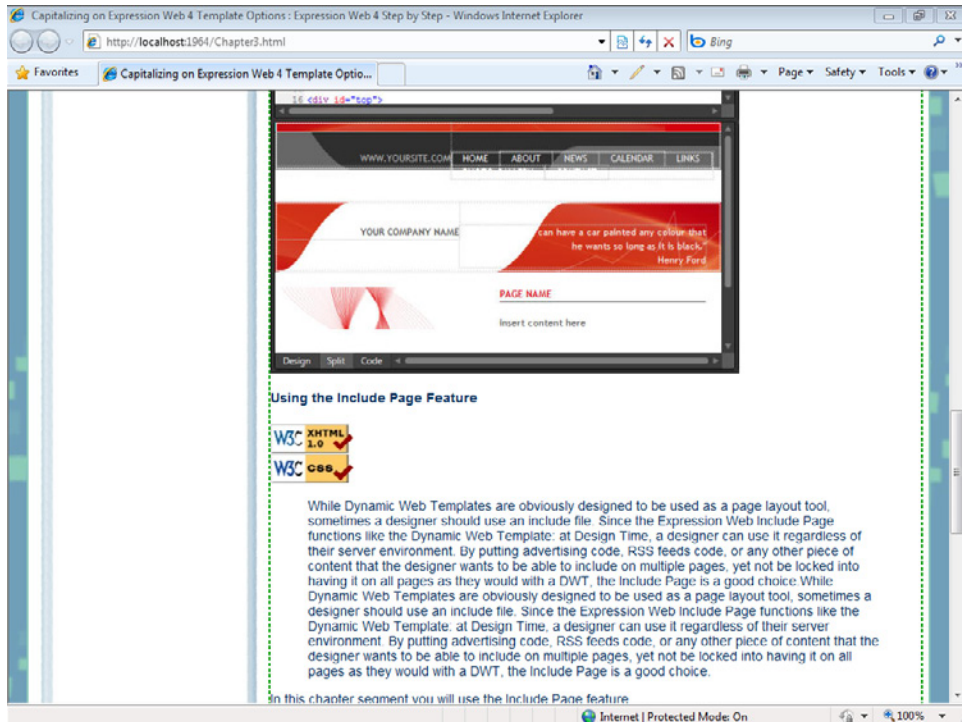 Capitalizing on Expression Web 4 Template Options : Expression Web 4 Step by Step - Windows Internet Explorer
http://localhost:1964/Chapter3.html
Bing
Favorites
Capitalizing on Expression Web 4 Template Optio...
Page
Safety
Tools
16 <div id="top">
WWW.YOURSITE.COM HOME ABOUT NEWS CALENDAR LINKS
YOUR COMPANY NAME
can have a car painted any colour that
he wants so long as it is black."
Henry Ford
PAGE NAME
Insert content here
Design Split Code
Using the Include Page Feature
W3C XHTML 1.0
W3C CSS
While Dynamic Web Templates are obviously designed to be used as a page layout tool,
sometimes a designer should use an include file. Since the Expression Web Include Page
functions like the Dynamic Web Template: at Design Time, a designer can use it regardless of
their server environment. By putting advertising code, RSS feeds code, or any other piece of
content that the designer wants to be able to include on multiple pages, yet not be locked into
having it on all pages as they would with a DWT, the Include Page is a good choice.While
Dynamic Web Templates are obviously designed to be used as a page layout tool, sometimes a
designer should use an include file. Since the Expression Web Include Page functions like the
Dynamic Web Template: at Design Time, a designer can use it regardless of their server
environment. By putting advertising code, RSS feeds code, or any other piece of content that the
designer wants to be able to include on multiple pages, yet not be locked into having it on all
pages as they would with a DWT, the Include Page is a good choice.
In this chapter segment you will use the Include Page feature
Internet | Protected Mode: On
100%